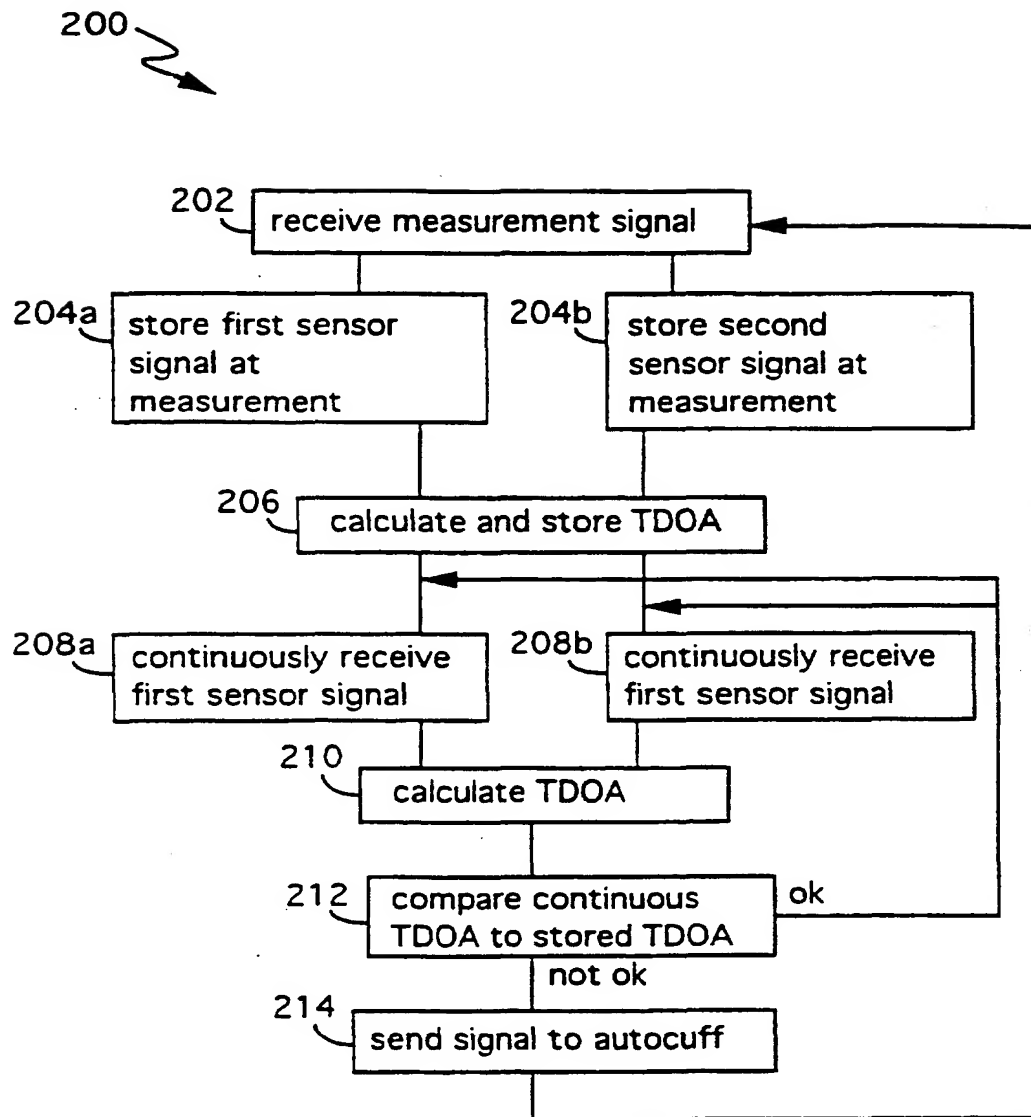 200
202
receive measurement signal
204a
store first sensor
signal at
measurement
204b
store second
sensor signal at
measurement
206
calculate and store TDOA
208a
continuously receive
first sensor signal
208b
continuously receive
first sensor signal
210
calculate TDOA
212
compare continuous
TDOA to stored TDOA
ok
not ok
214
send signal to autocuff